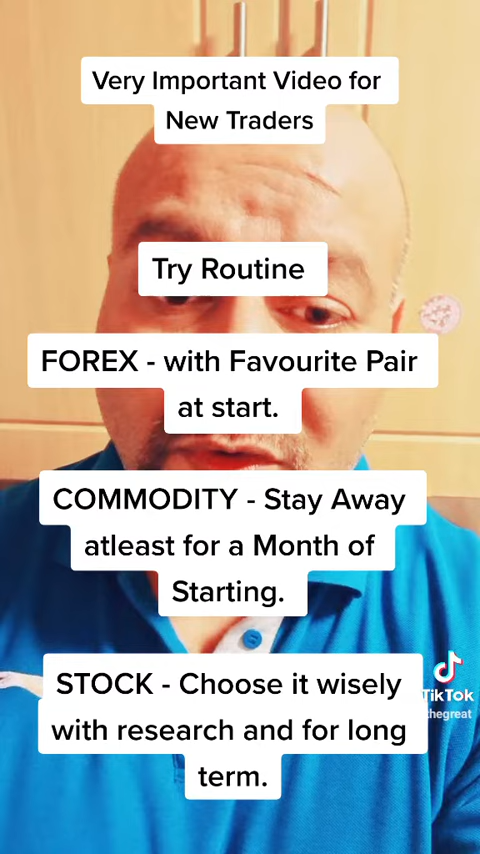 Very Important Video for
New Traders
Try Routine
FOREX - with Favourite Pair
at start.
COMMODITY - Stay Away
atleast for a Month of
Starting.
STOCK - Choose it wisely
with research and for long
term.
TikTok
thegreat